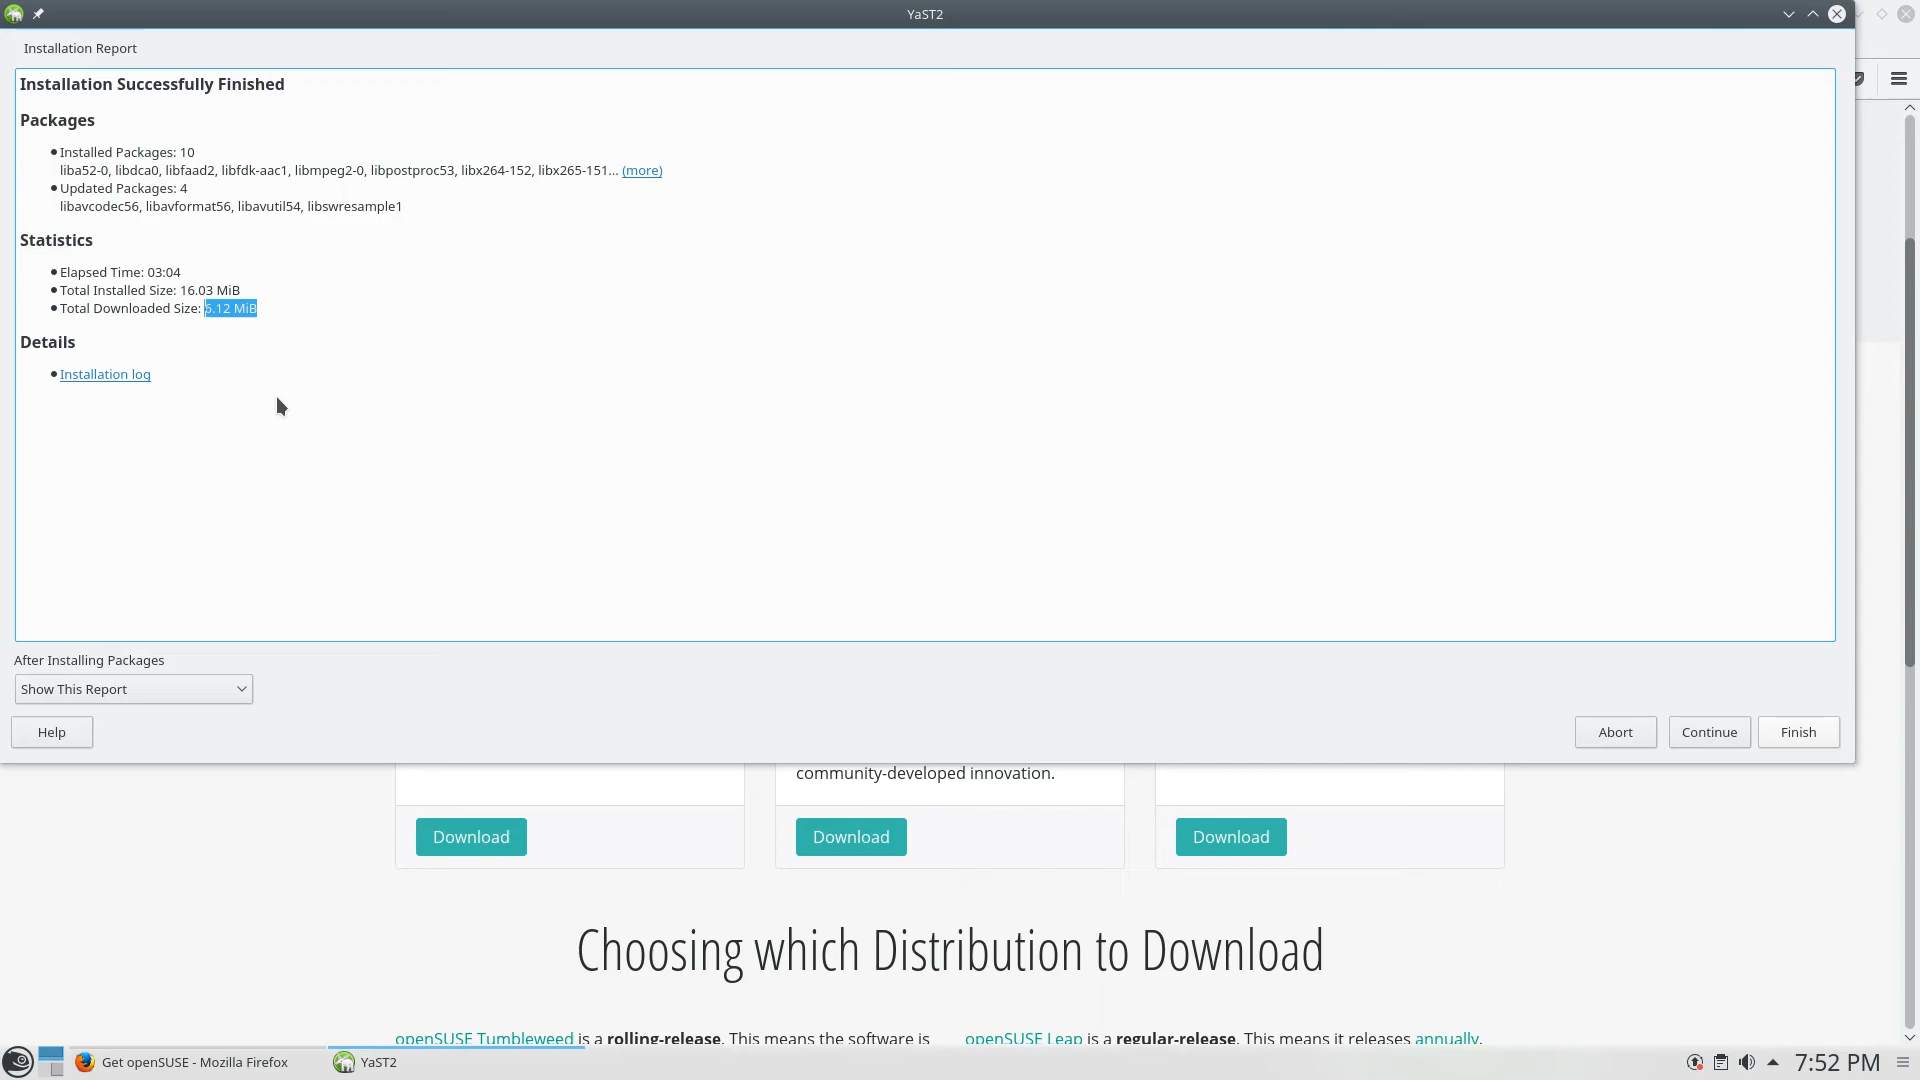 YaST2
Installation Report
Installation Successfully Finished
Packages
Installed Packages: 10
liba52-0, libdca0, libfaad2, libfdk-aac1, libmpeg2-0, libpostproc53, libx264-152, libx265-151... (more)
Updated Packages: 4
libavcodec56, libavformat56, libavutil54, libswresample1
Statistics
Elapsed Time: 03:04
Total Installed Size: 16.03 MiB
Total Downloaded Size: 6.12 MiB
Details
Installation log
After Installing Packages
Show This Report
Help
Abort
Continue
Finish
community-developed innovation.
Download
Download
Download
Choosing which Distribution to Download
openSUSE Tumbleweed is a rolling-release. This means the software is
openSUSE Leap is a regular-release. This means it releases annually.
Get openSUSE - Mozilla Firefox
YaST2
7:52 PM